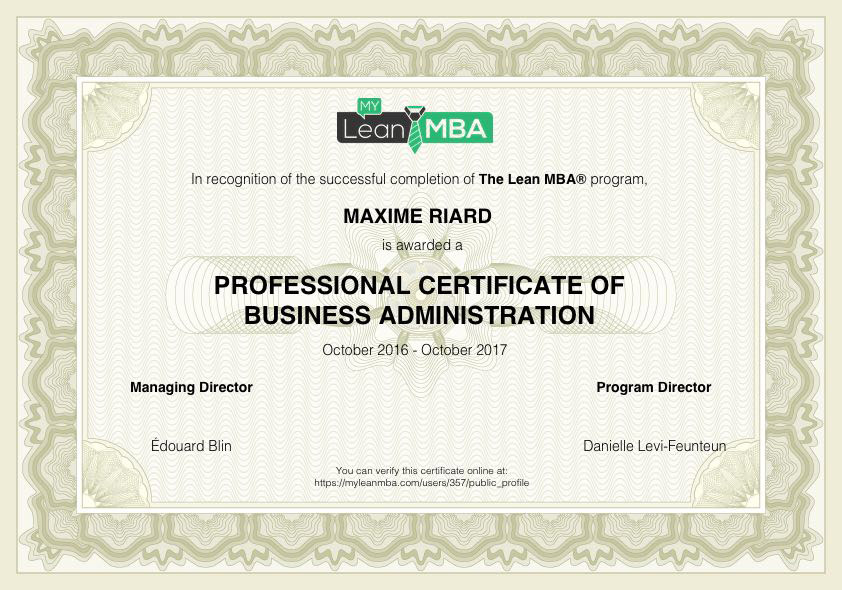 MY
Lean MBA
In recognition of the successful completion of The Lean MBA® program,
MAXIME RIARD
is awarded a
PROFESSIONAL CERTIFICATE OF
BUSINESS ADMINISTRATION
October 2016 - October 2017
Managing Director
Program Director
Édouard Blin
Danielle Levi-Feunteun
You can verify this certificate online at:
https://myleanmba.com/users/357/public_profile